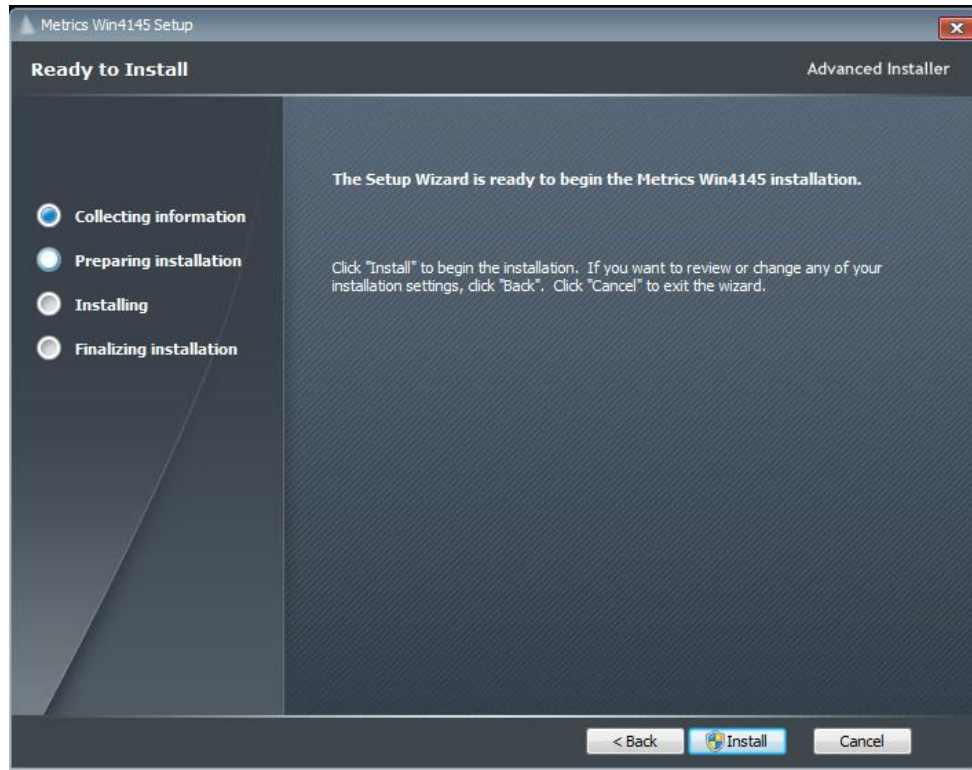 Metrics Win4145 Setup
Ready to Install
Advanced Installer
Collecting information
Preparing installation
Installing
Finalizing installation
The Setup Wizard is ready to begin the Metrics Win4145 installation.
Click "Install" to begin the installation. If you want to review or change any of your
installation settings, click "Back". Click "Cancel" to exit the wizard.
< Back
Install
Cancel